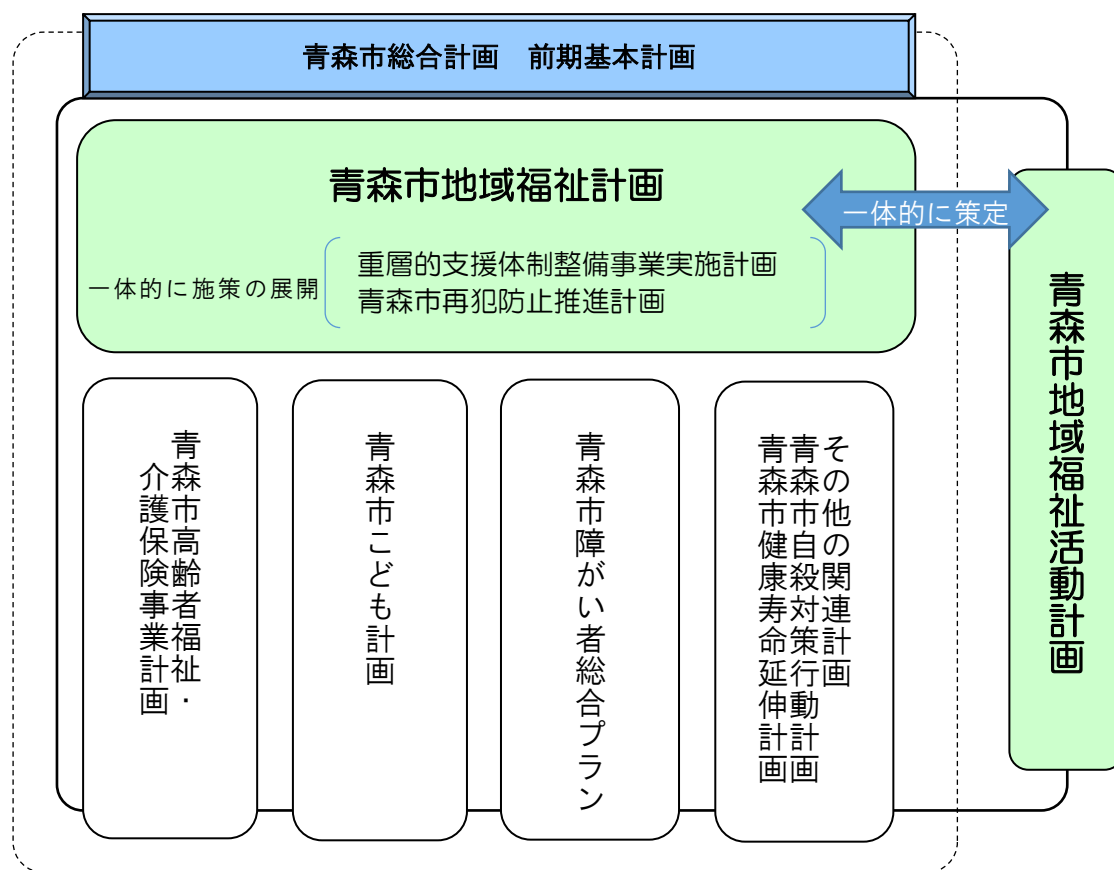 青森市総合計画　前期基本計画
青森市地域福祉計画
一体的に策定
一体的に施策の展開
重層的支援体制整備事業実施計画
青森市再犯防止推進計画
青森市高齢者福祉・
介護保険事業計画
青森市こども計画
青森市障がい者総合プラン
その他の関連計画
青森市自殺対策行動計画
青森市健康寿命延伸計画
青森市地域福祉活動計画